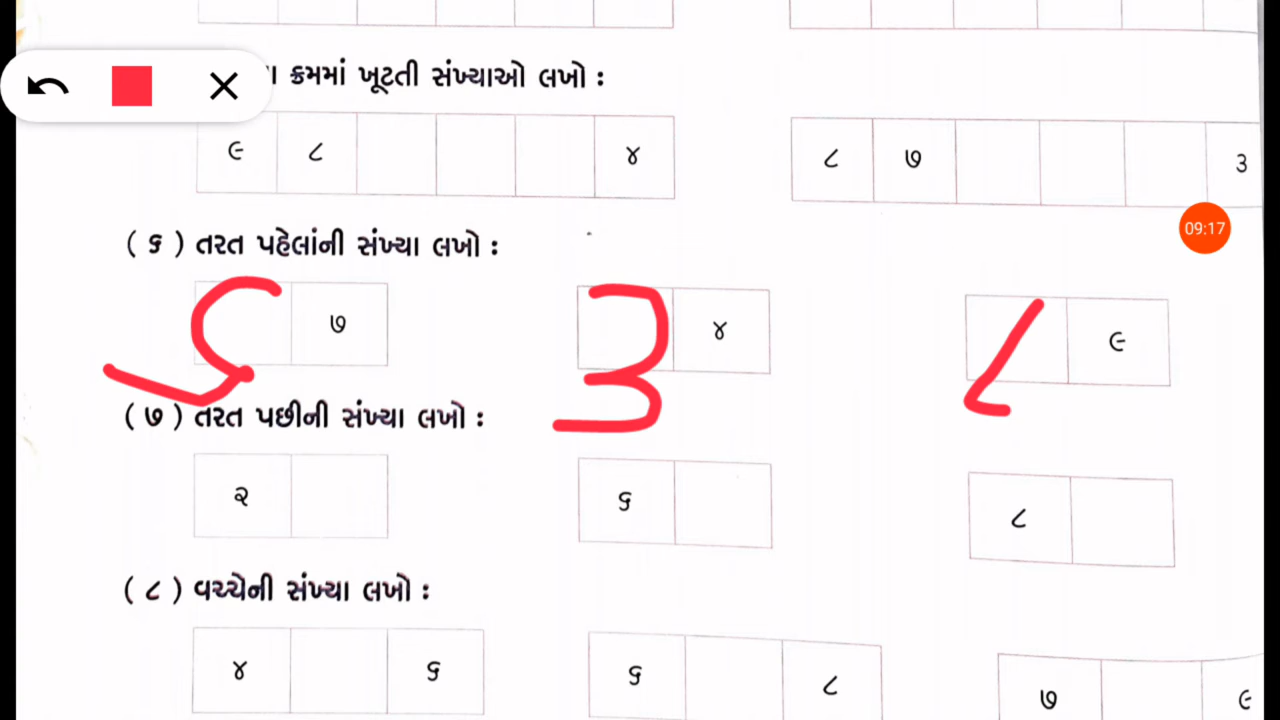 ક્રમમાં ખૂટતી સંખ્યાઓ લખો :
૯ ૮ ૪ ૮ ૭ ૩
09:17
( ૬ ) તરત પહેલાંની સંખ્યા લખો :
૬ ૭ ૩ ૪ ૮ ૯
( ૭ ) તરત પછીની સંખ્યા લખો :
૨ ૬ ૮
( ૮ ) વચ્ચેની સંખ્યા લખો :
૪ ૬ ૬ ૮ ૭ ૯